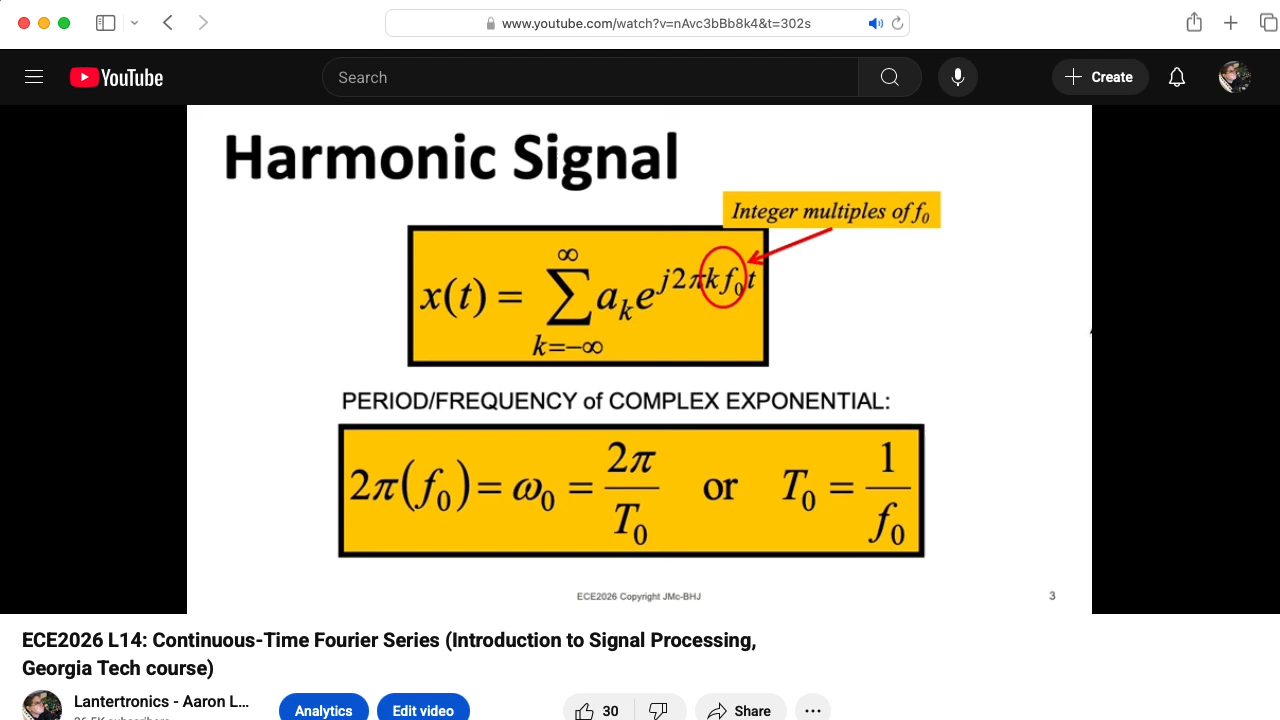 www.youtube.com/watch?v=nAvc3bBb8k4&t=302s
YouTube
Search
Create
Harmonic Signal
Integer multiples of f₀
x(t) = ∑_{k=−∞}^{∞} a_k e^{j2πkf₀t}
PERIOD/FREQUENCY of COMPLEX EXPONENTIAL:
2π(f₀) = ω₀ = 2π/T₀ or T₀ = 1/f₀
ECE2026 Copyright JMc-BHJ
3
ECE2026 L14: Continuous-Time Fourier Series (Introduction to Signal Processing,
Georgia Tech course)
Lantertronics - Aaron L...
Analytics
Edit video
30
Share